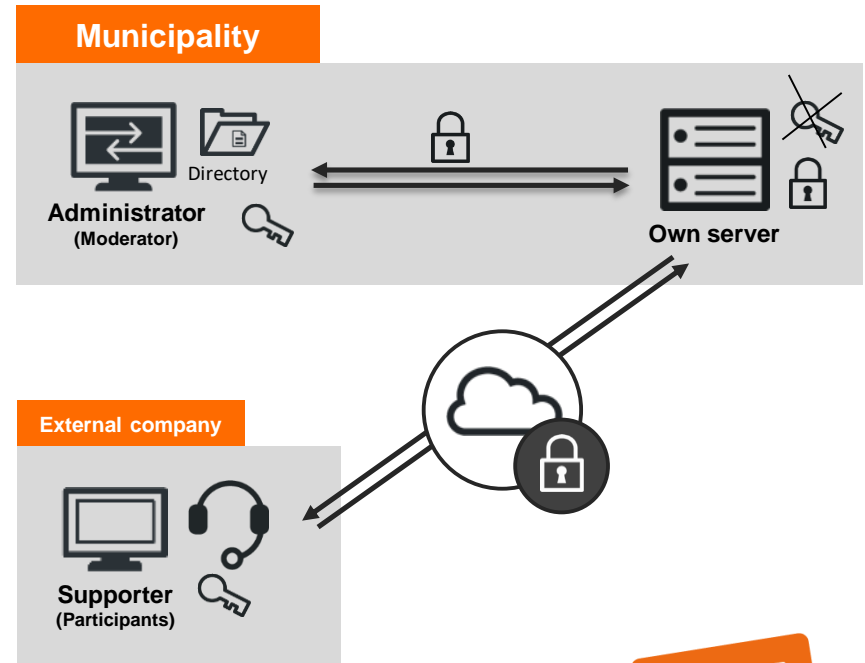 Municipality
Directory
Administrator
(Moderator)
Own server
External company
Supporter
(Participants)